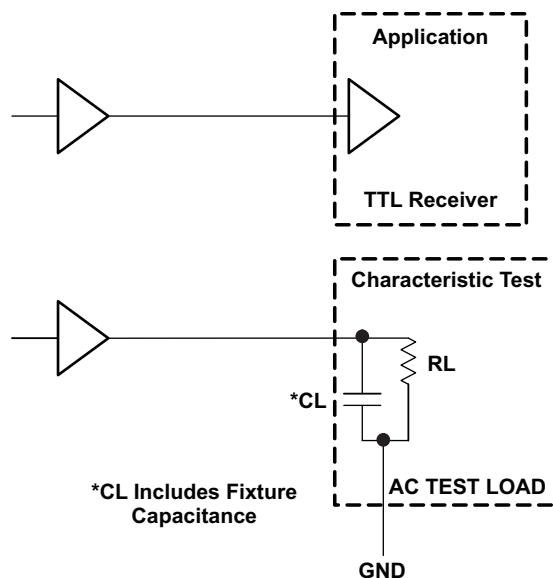 Application
TTL Receiver
Characteristic Test
RL
*CL
*CL Includes Fixture
Capacitance
AC TEST LOAD
GND